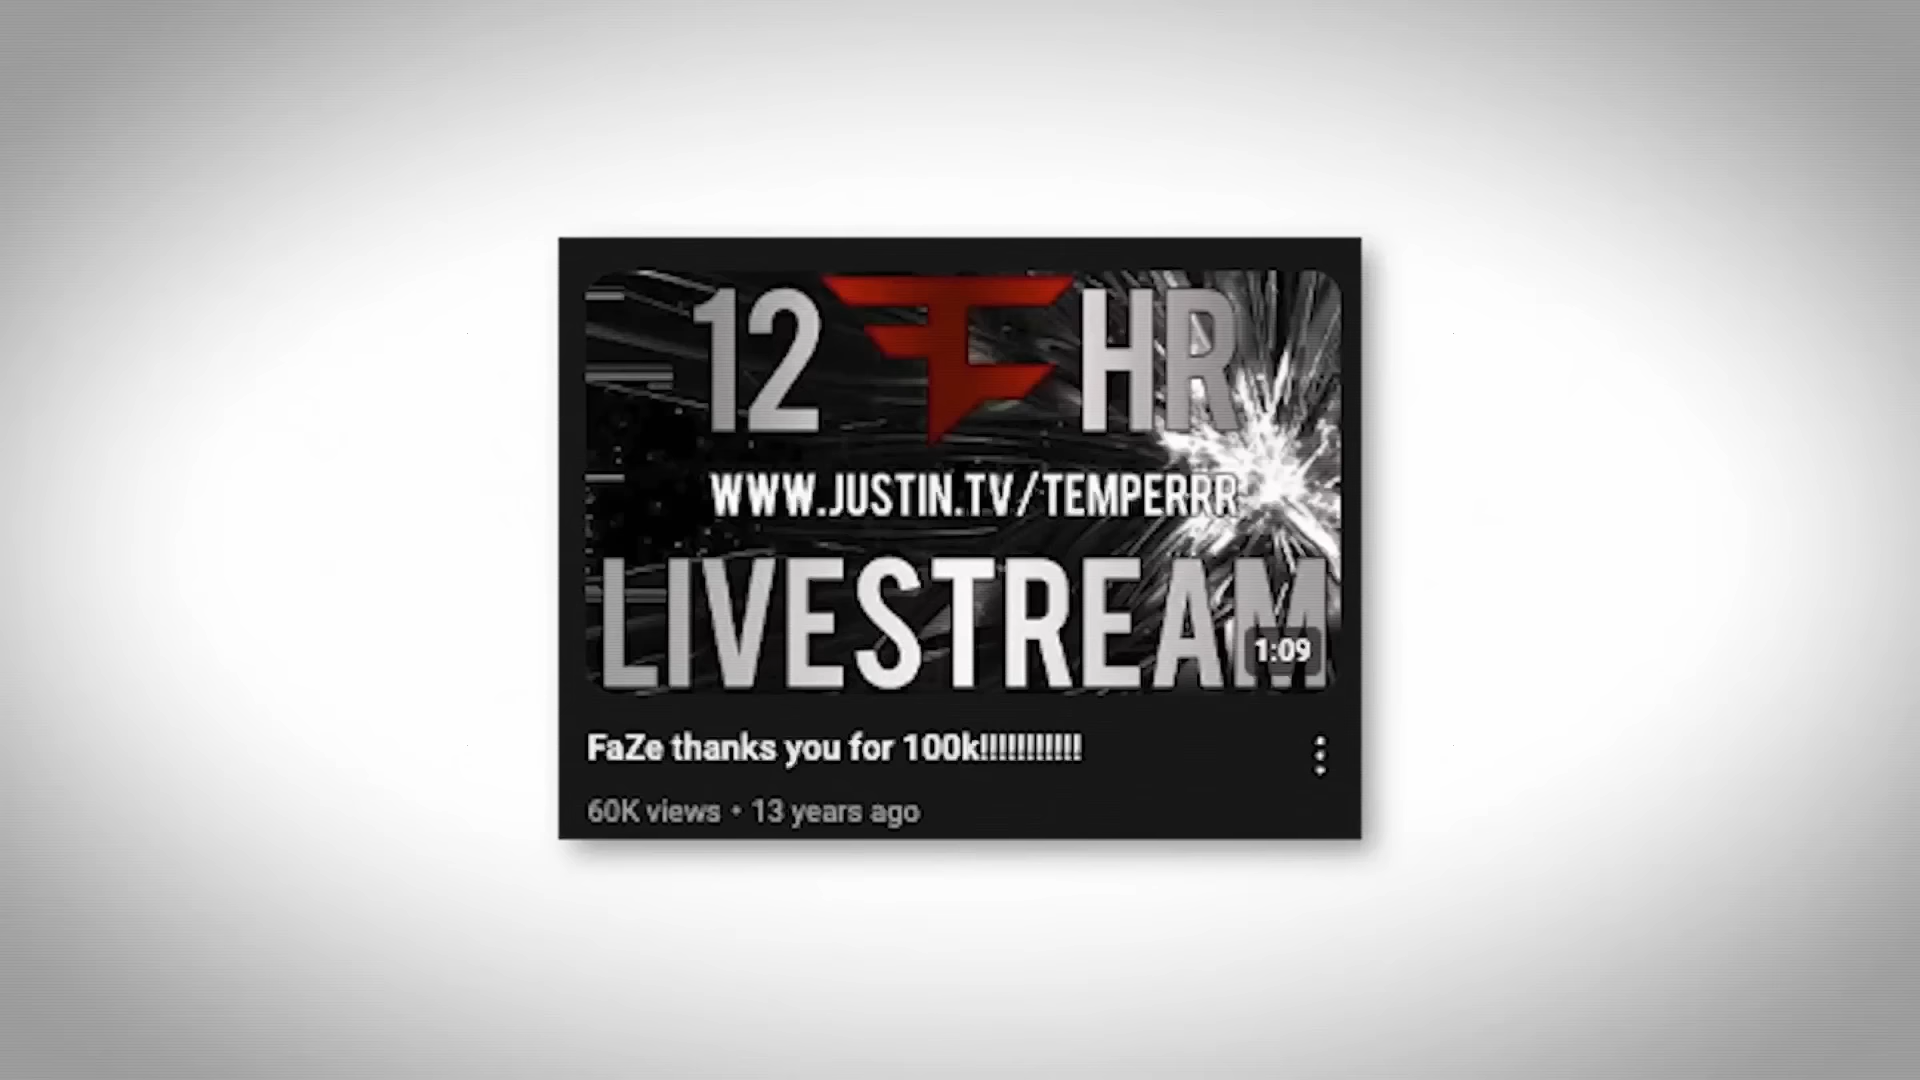 12 HR
WWW.JUSTIN.TV/TEMPERRR
LIVESTREAM
1:09
FaZe thanks you for 100k!!!!!!!!!!!
60K views • 13 years ago